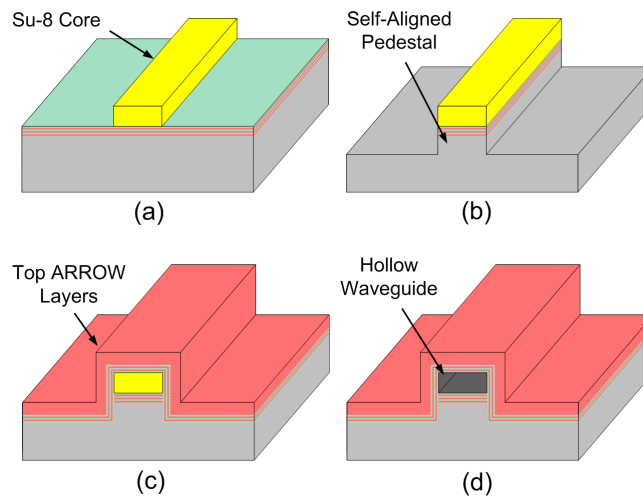 Su-8 Core
Self-Aligned
Pedestal
(a)
(b)
Top ARROW
Layers
Hollow
Waveguide
(c)
(d)